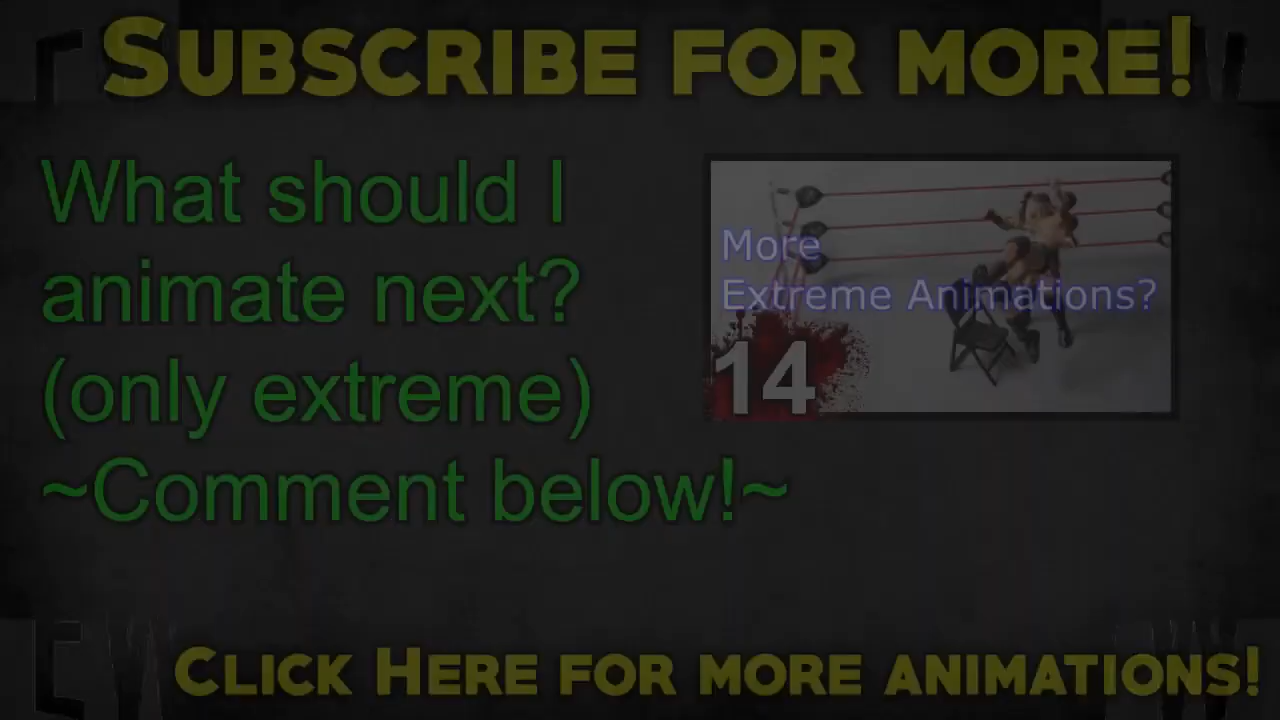 SUBSCRIBE FOR MORE!
What should I
animate next?
(only extreme)
~Comment below!~
More
Extreme Animations?
14
CLICK HERE FOR MORE ANIMATIONS!